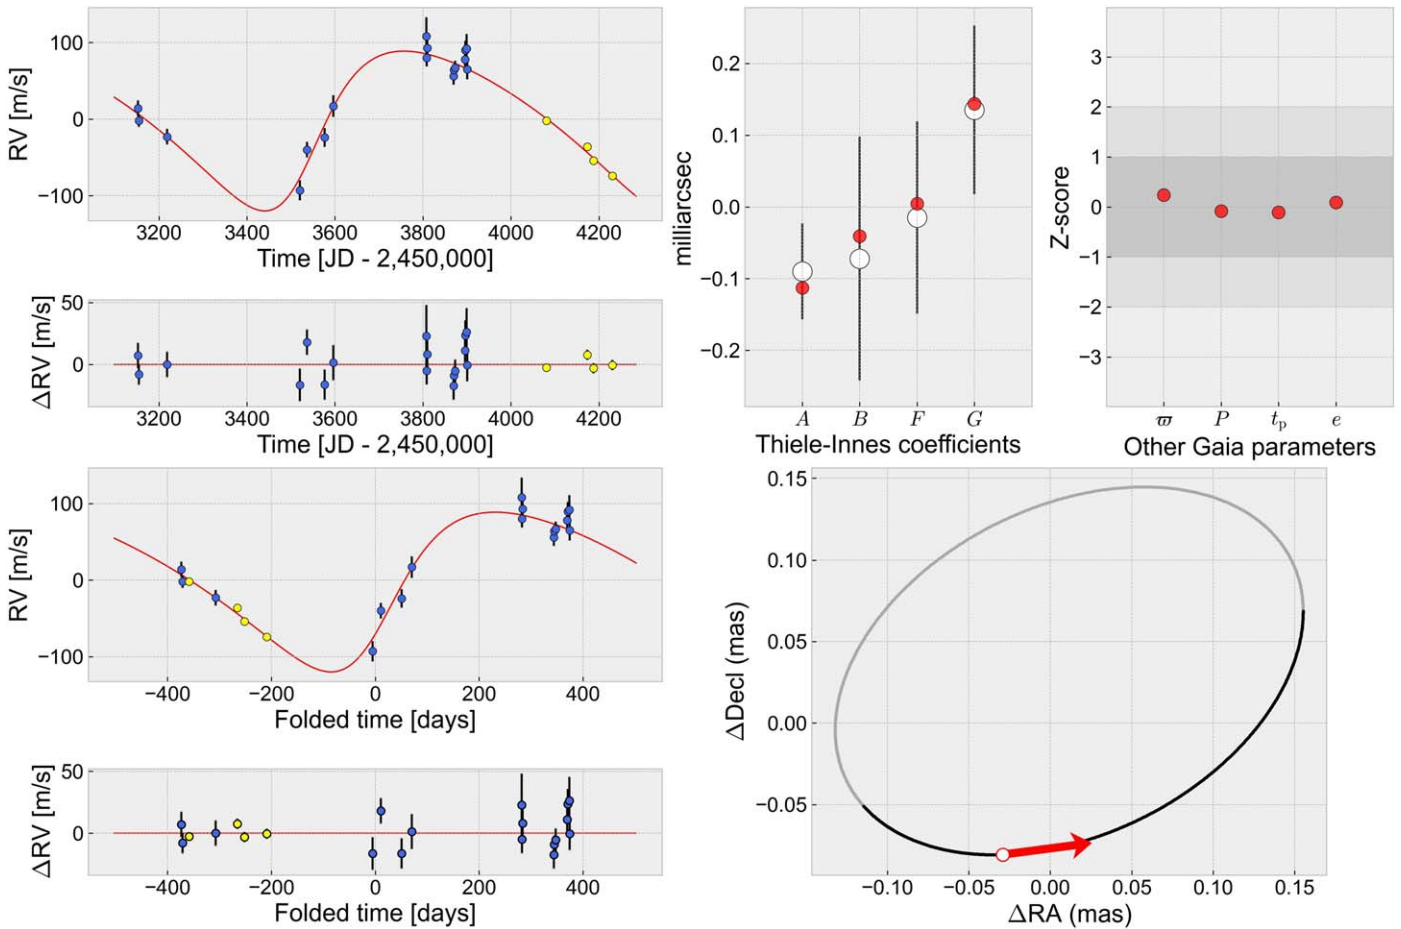 100
0
−100
RV [m/s]
3200 3400 3600 3800 4000 4200
Time [JD - 2,450,000]
50
0
ΔRV [m/s]
3200 3400 3600 3800 4000 4200
Time [JD - 2,450,000]
100
0
−100
RV [m/s]
−400 −200 0 200 400
Folded time [days]
50
0
ΔRV [m/s]
−400 −200 0 200 400
Folded time [days]
0.2
0.1
0.0
−0.1
−0.2
milliarcsec
A B F G
Thiele-Innes coefficients
3
2
1
0
−1
−2
−3
Z-score
ϖ P tp e
Other Gaia parameters
0.15
0.10
0.05
0.00
−0.05
ΔDecl (mas)
−0.10 −0.05 0.00 0.05 0.10 0.15
ΔRA (mas)